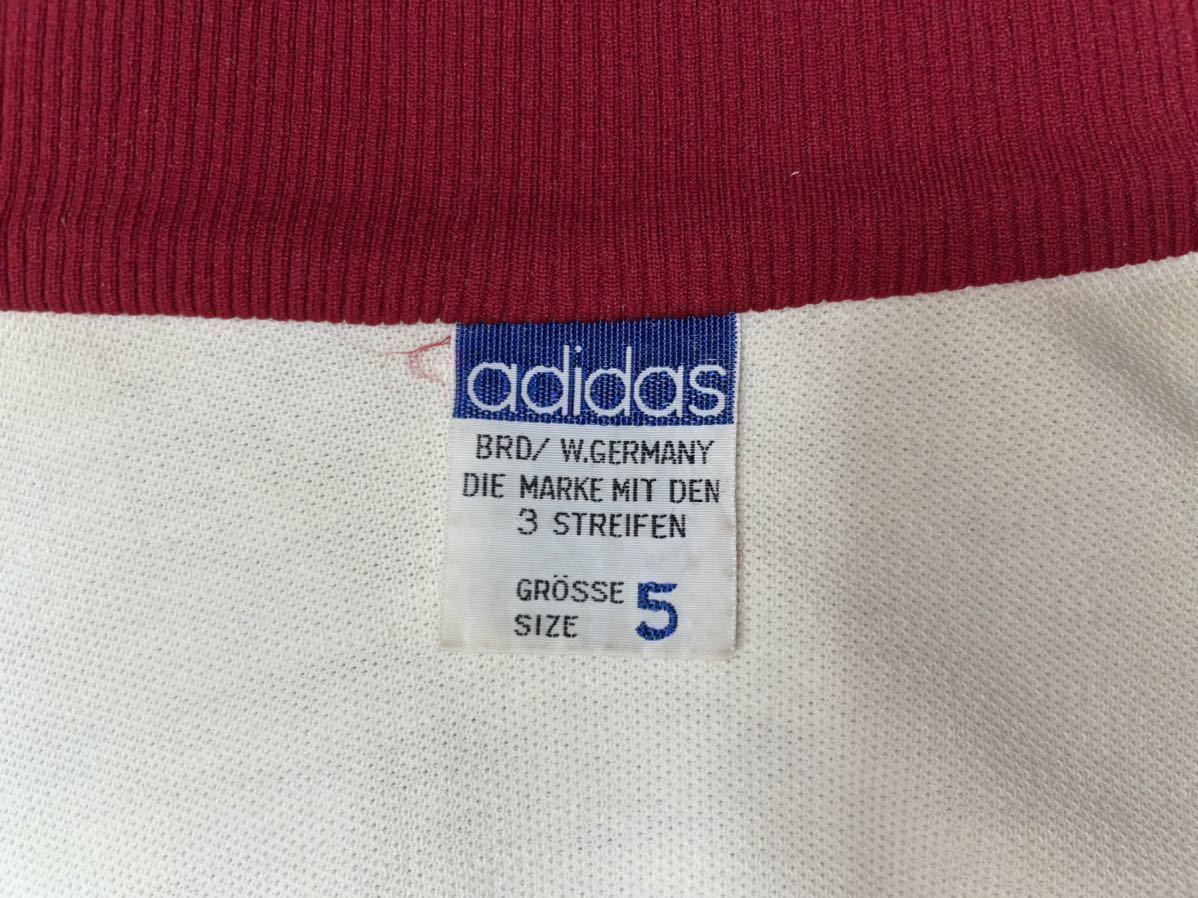 adidas
BRD/ W.GERMANY
DIE MARKE MIT DEN
3 STREIFEN
GRÖSSE 5
SIZE